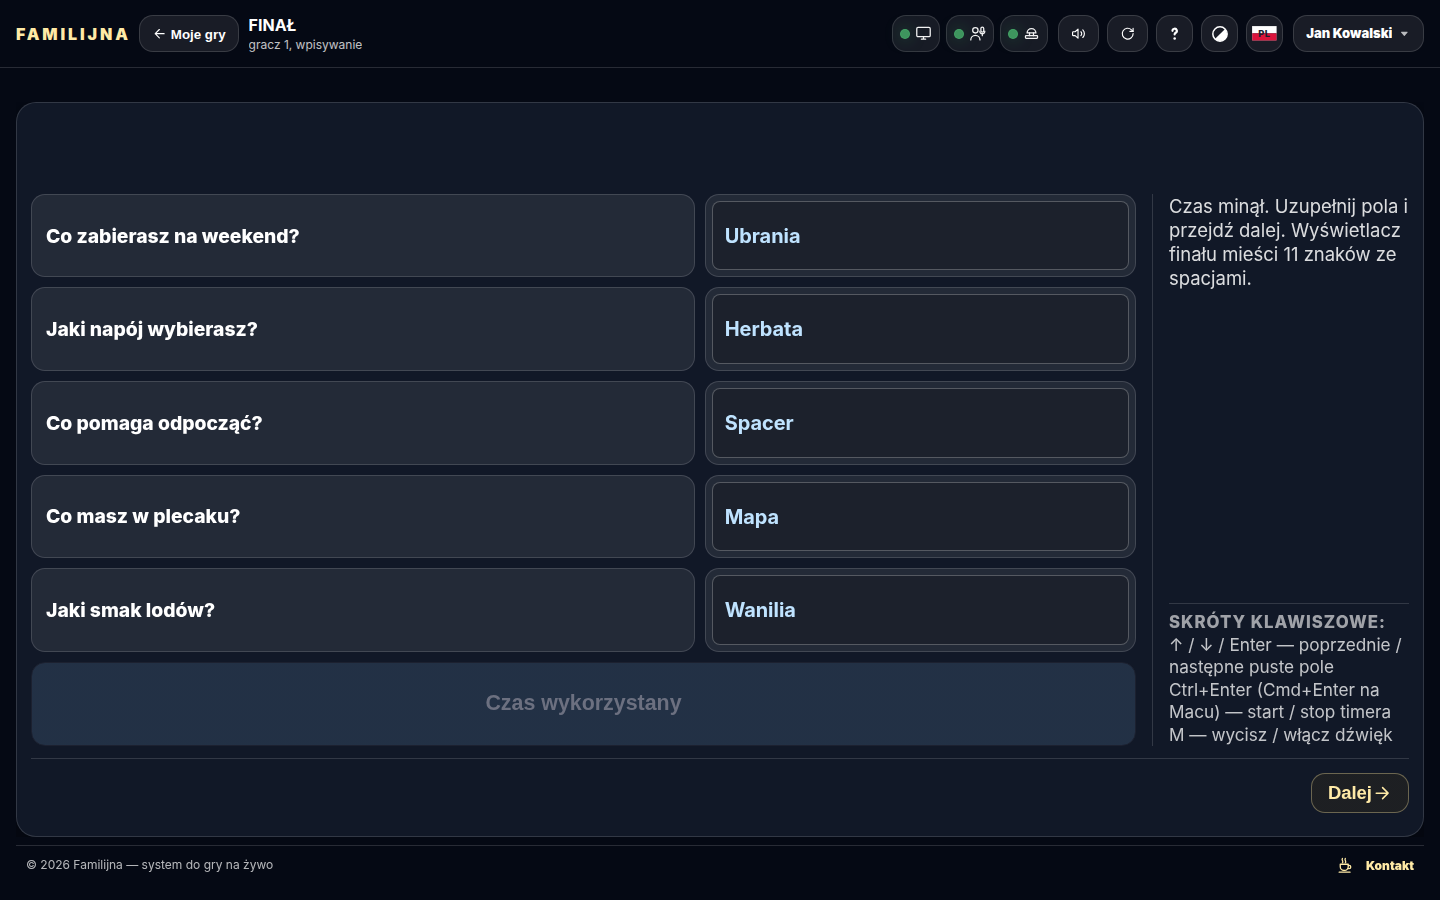 FAMILIJNA
← Moje gry
FINAŁ
gracz 1, wpisywanie
?
PL
Jan Kowalski
Co zabierasz na weekend?
Ubrania
Jaki napój wybierasz?
Herbata
Co pomaga odpocząć?
Spacer
Co masz w plecaku?
Mapa
Jaki smak lodów?
Wanilia
Czas wykorzystany
Czas minął. Uzupełnij pola i
przejdź dalej. Wyświetlacz
finału mieści 11 znaków ze
spacjami.
SKRÓTY KLAWISZOWE:
↑ / ↓ / Enter — poprzednie /
następne puste pole
Ctrl+Enter (Cmd+Enter na
Macu) — start / stop timera
M — wycisz / włącz dźwięk
Dalej →
© 2026 Familijna — system do gry na żywo
Kontakt